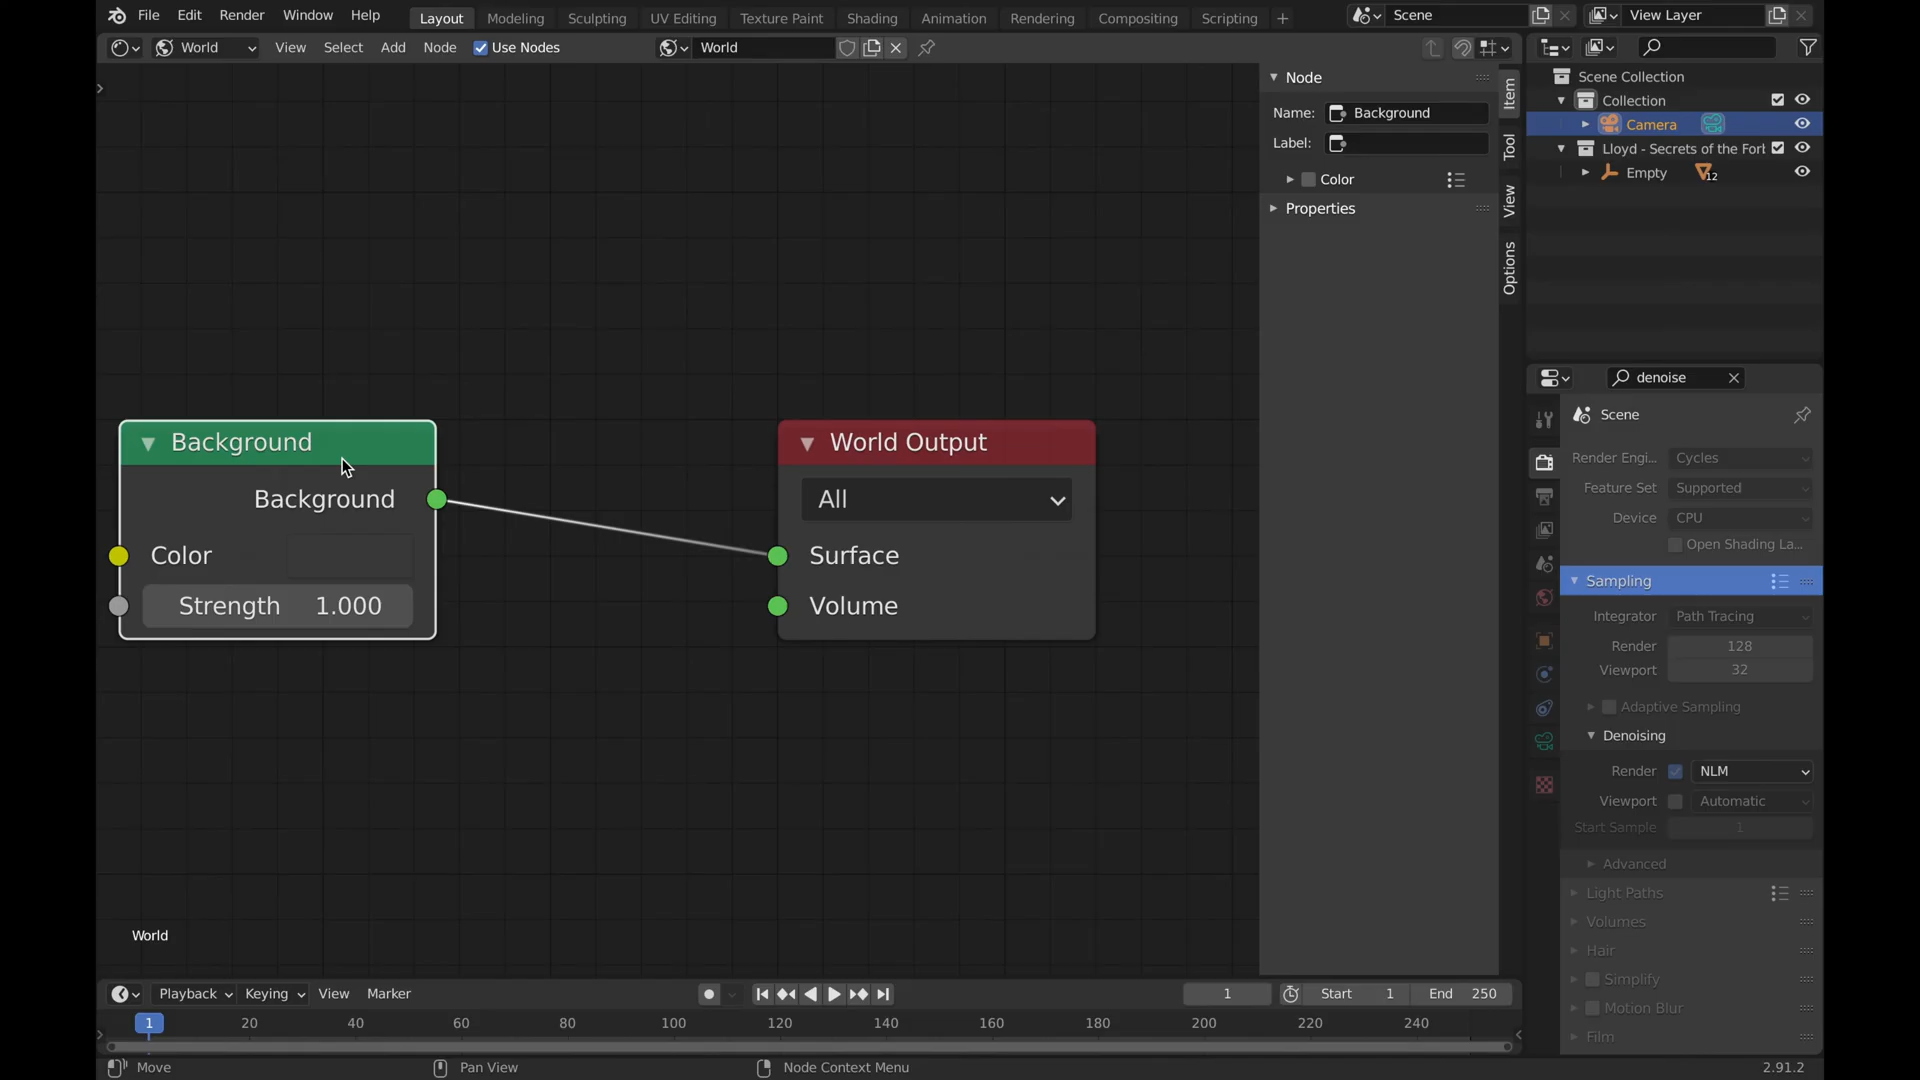 File Edit Render Window Help Layout Modeling Sculpting UV Editing Texture Paint Shading Animation Rendering Compositing Scripting + Scene View Layer
World View Select Add Node Use Nodes World
Node
Name: Background
Label:
Color
Properties
Item
Tool
View
Options
Scene Collection
Collection
Camera
Lloyd - Secrets of the Fort
Empty 12
denoise
Scene
Render Engi... Cycles
Feature Set Supported
Device CPU
Open Shading La...
Sampling
Integrator Path Tracing
Render 128
Viewport 32
Adaptive Sampling
Denoising
Render NLM
Viewport Automatic
Start Sample 1
Advanced
Light Paths
Volumes
Hair
Simplify
Motion Blur
Film
Background
Background
Color
Strength 1.000
World Output
All
Surface
Volume
World
Playback Keying View Marker 1 Start 1 End 250
1 20 40 60 80 100 120 140 160 180 200 220 240
Move Pan View Node Context Menu 2.91.2